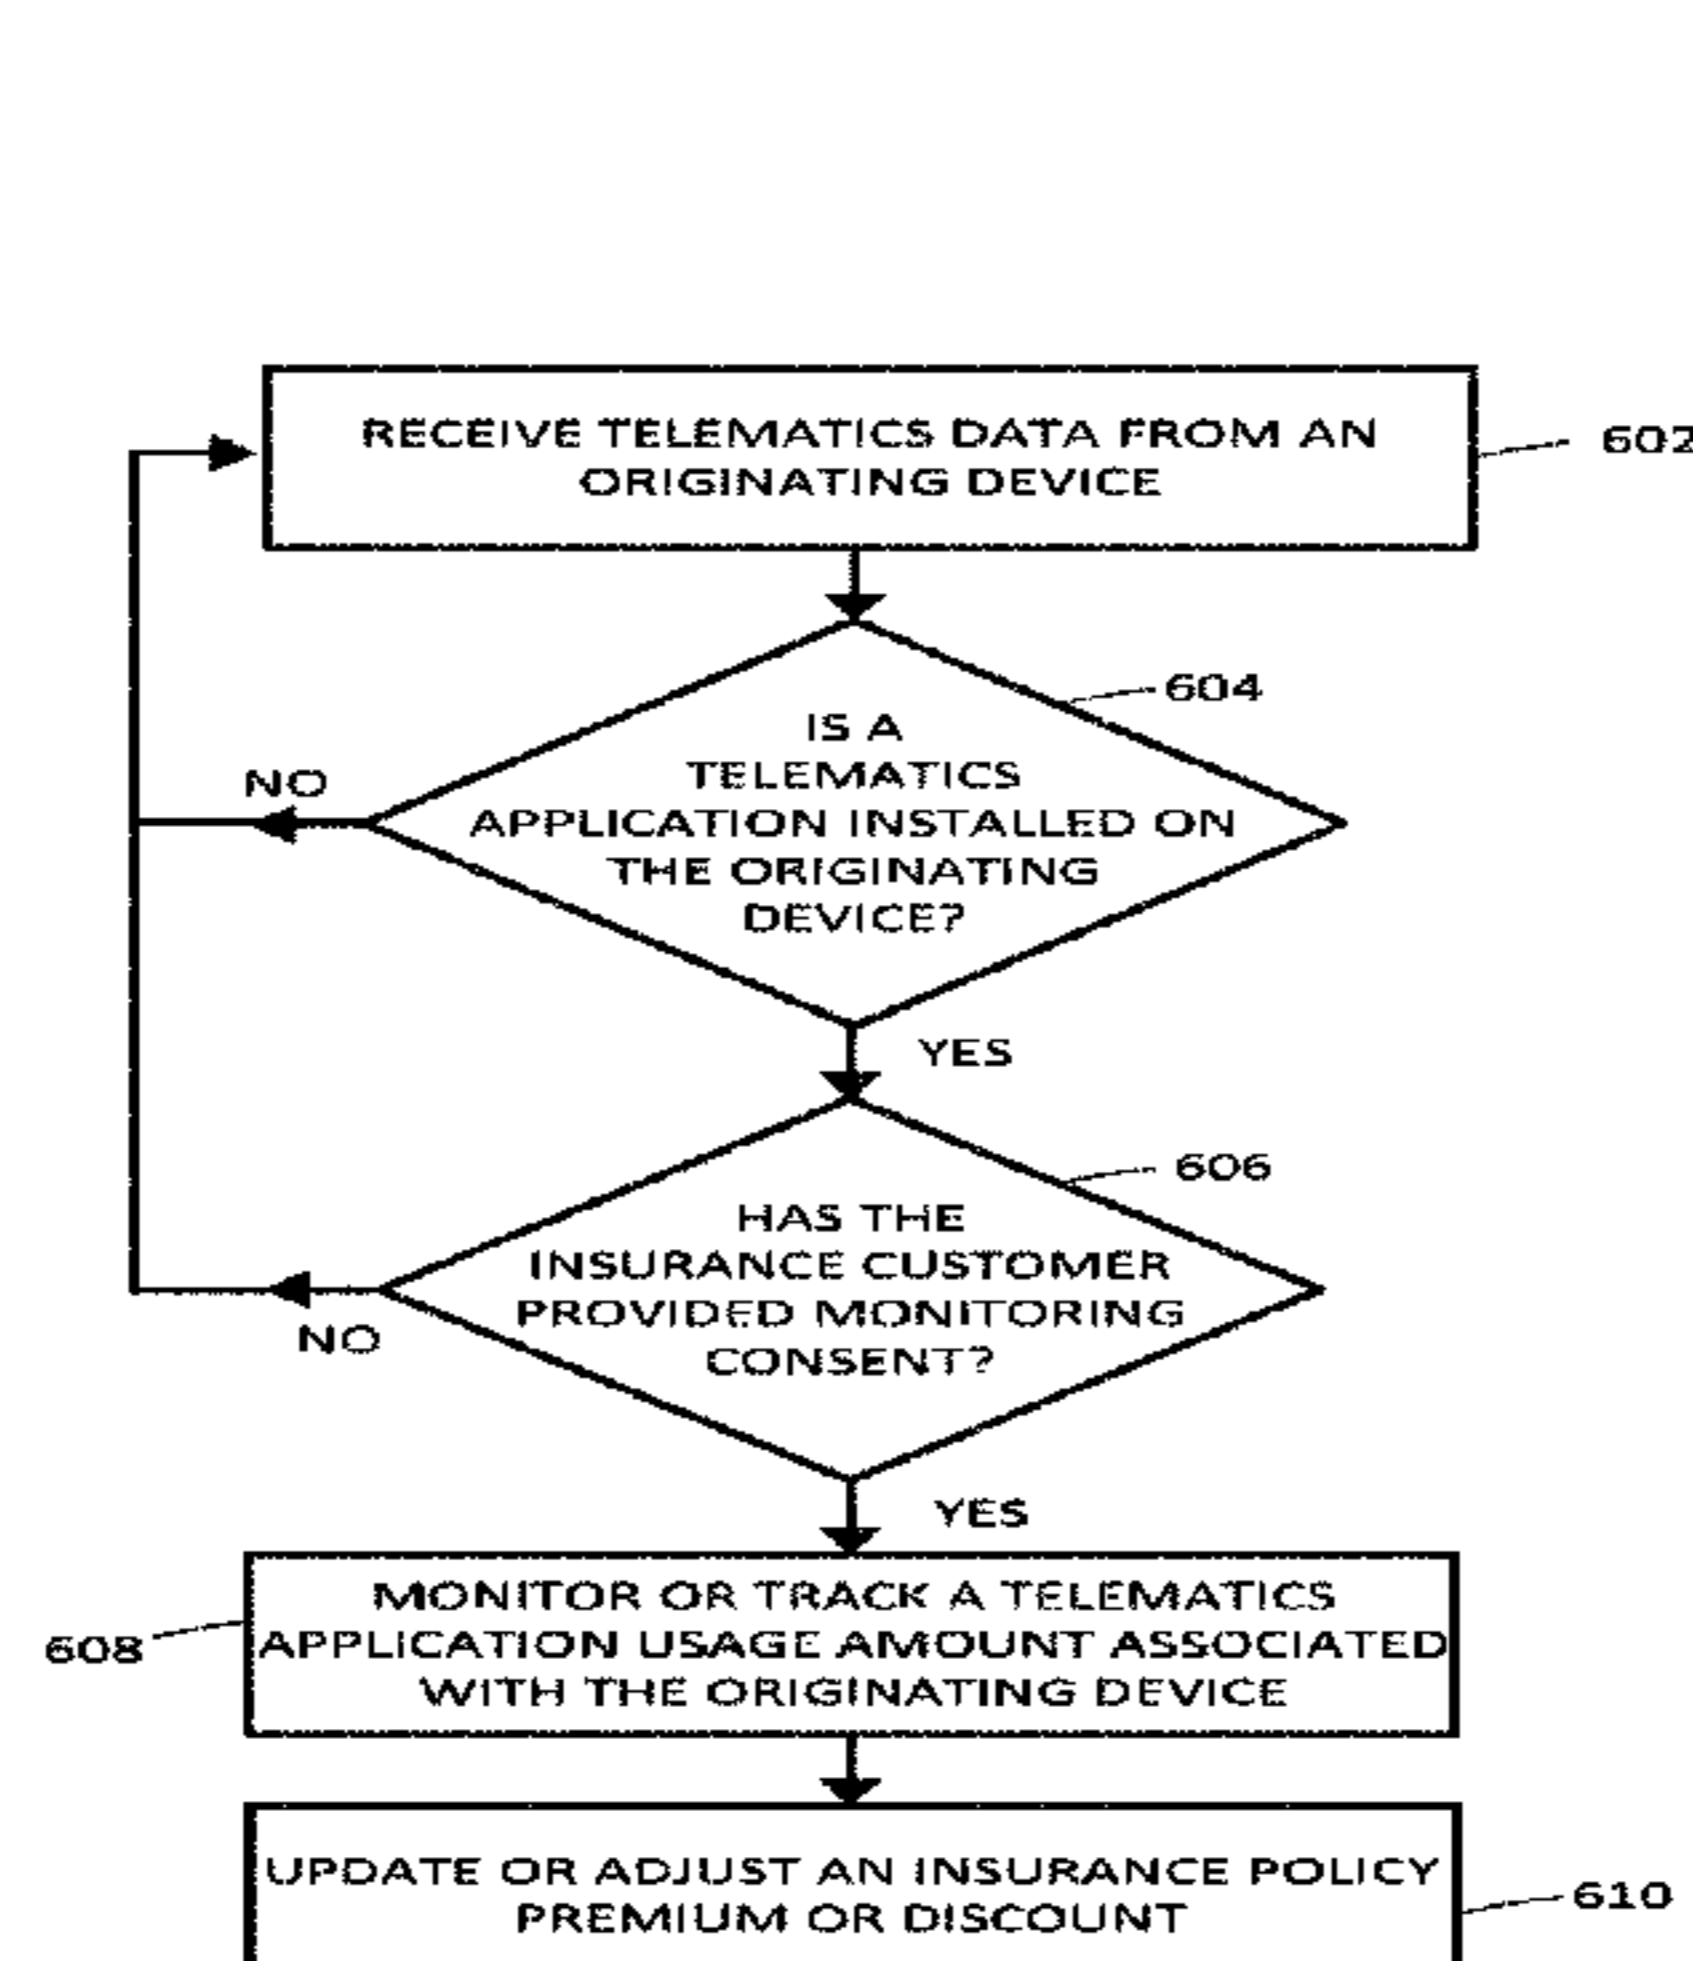 RECEIVE TELEMATICS DATA FROM AN
ORIGINATING DEVICE
602
604
IS A
TELEMATICS
APPLICATION INSTALLED ON
THE ORIGINATING
DEVICE?
NO
YES
606
HAS THE
INSURANCE CUSTOMER
PROVIDED MONITORING
CONSENT?
NO
YES
MONITOR OR TRACK A TELEMATICS
APPLICATION USAGE AMOUNT ASSOCIATED
WITH THE ORIGINATING DEVICE
608
UPDATE OR ADJUST AN INSURANCE POLICY
PREMIUM OR DISCOUNT
610